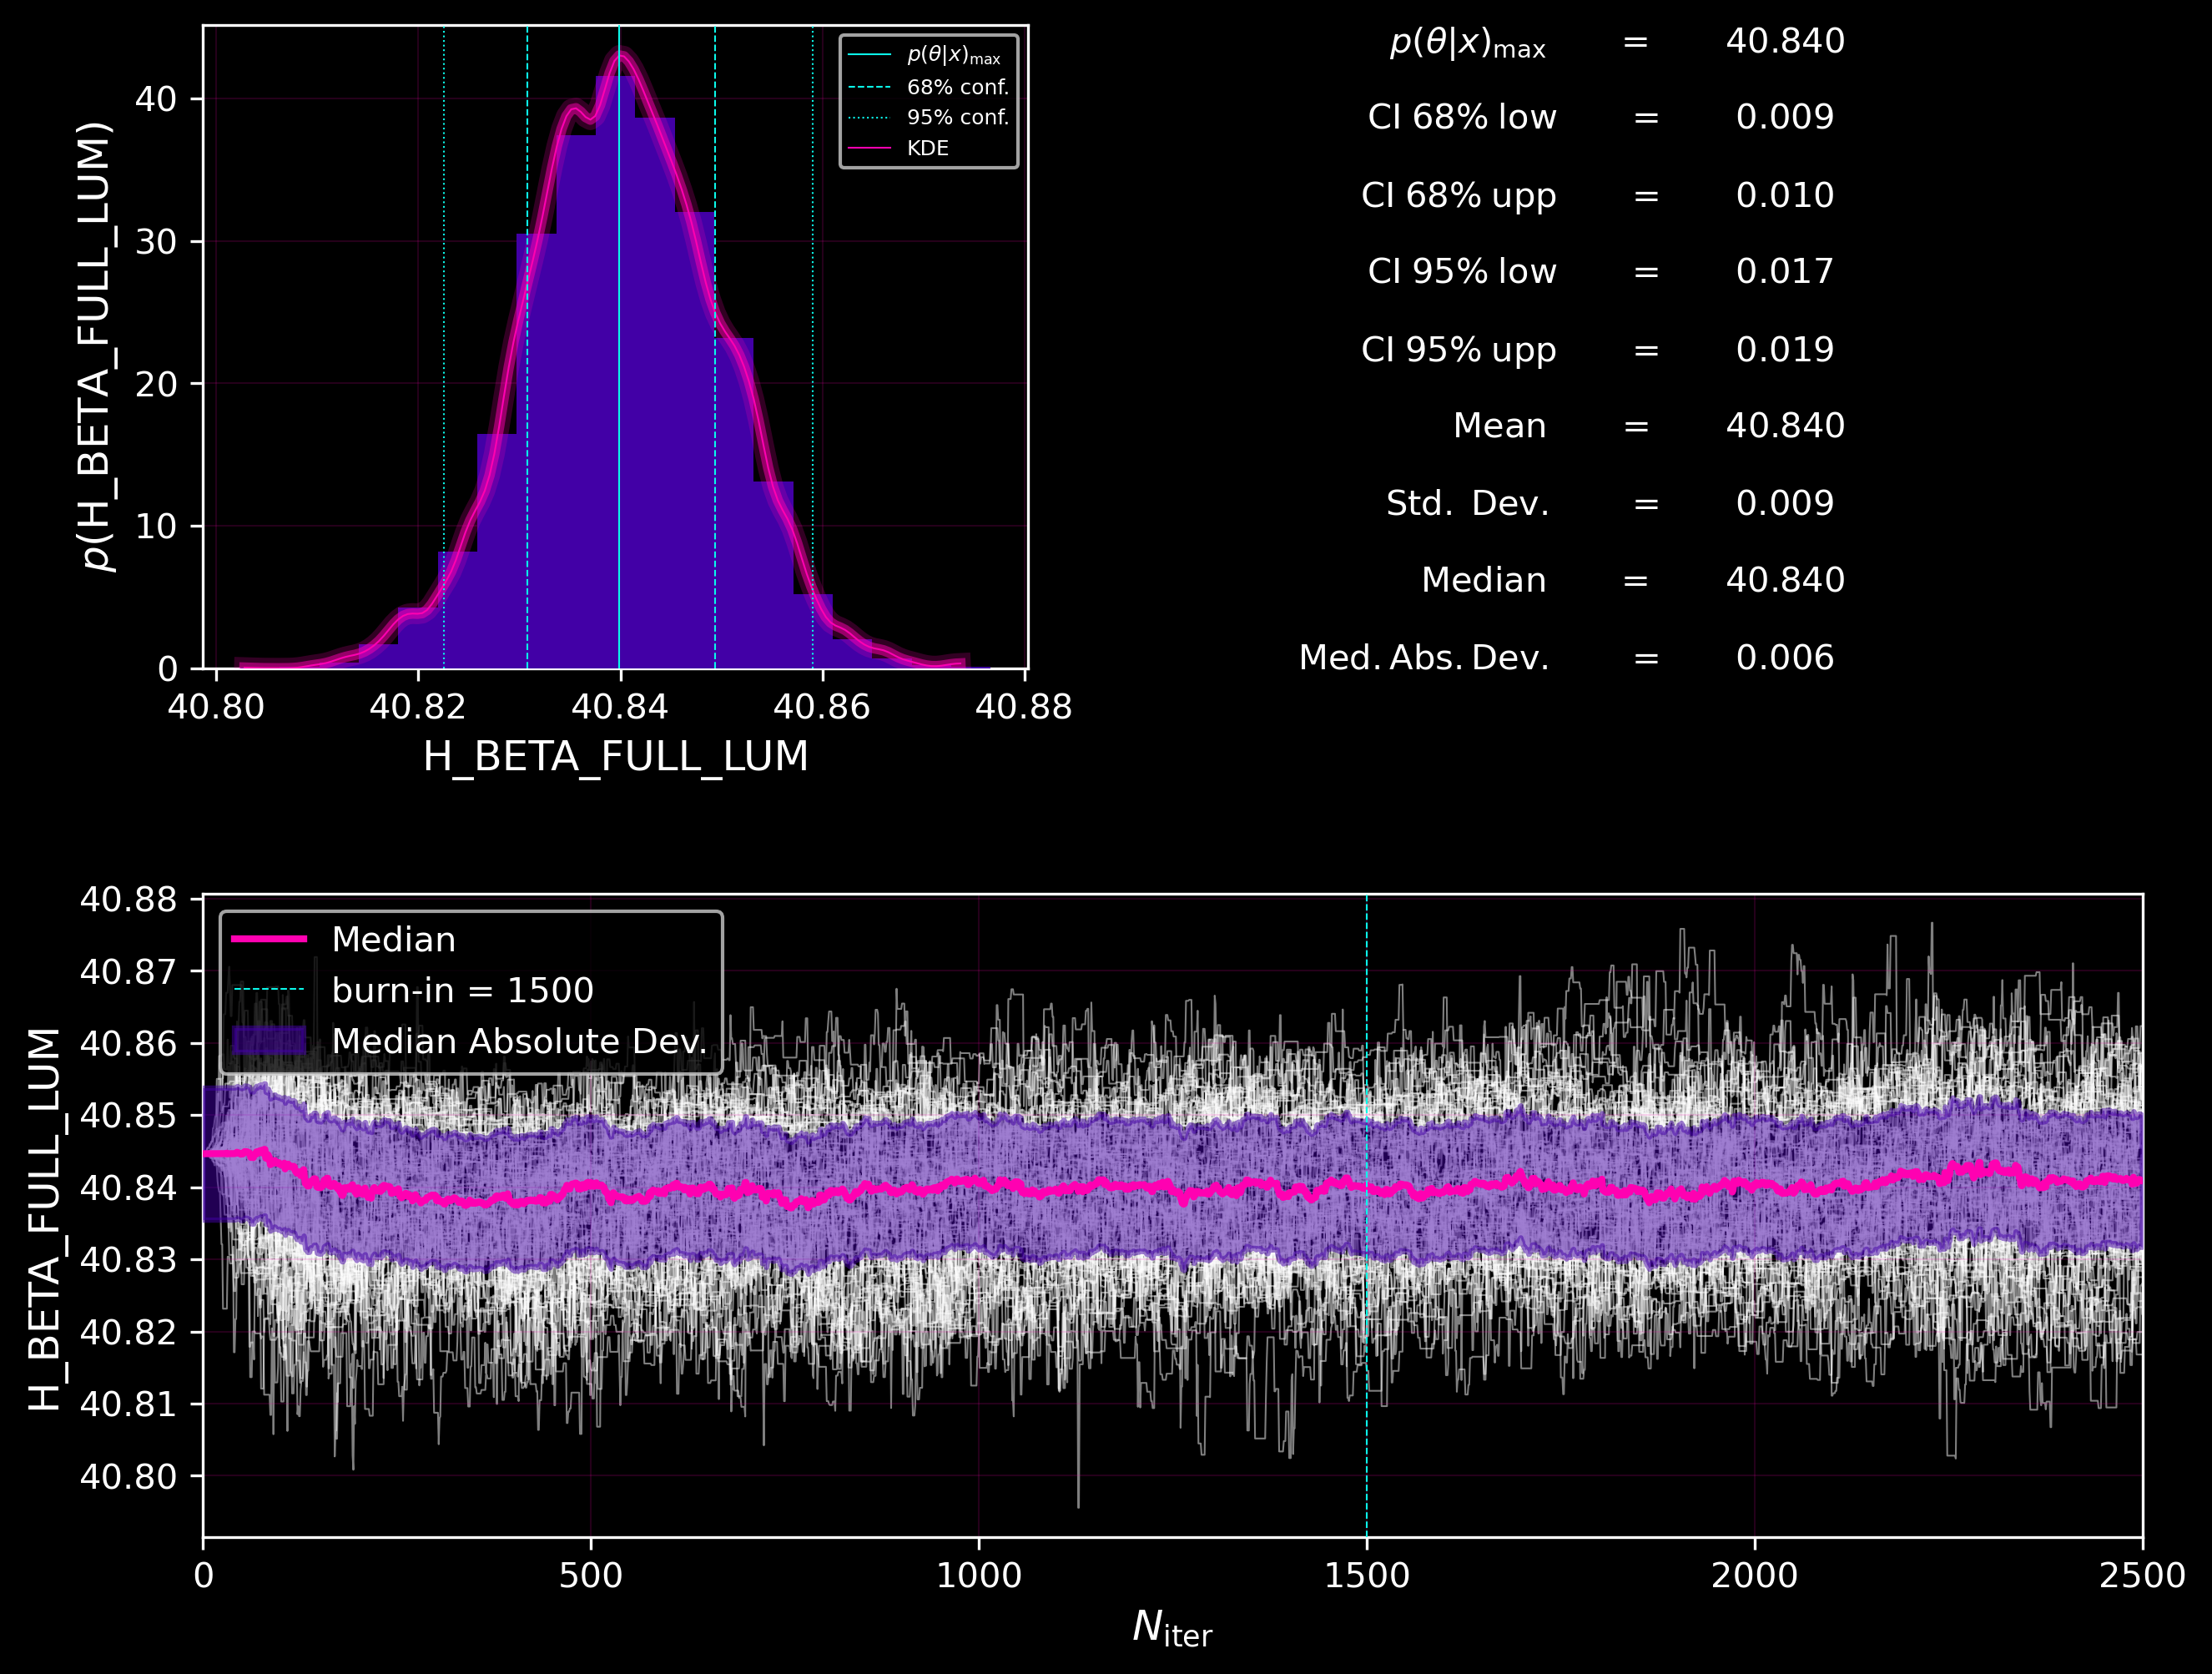 p(H_BETA_FULL_LUM)
40
30
20
10
0
40.80 40.82 40.84 40.86 40.88
H_BETA_FULL_LUM
p(θ|x)max
68% conf.
95% conf.
KDE
p(θ|x)max = 40.840
CI 68% low = 0.009
CI 68% upp = 0.010
CI 95% low = 0.017
CI 95% upp = 0.019
Mean = 40.840
Std. Dev. = 0.009
Median = 40.840
Med. Abs. Dev. = 0.006
H_BETA_FULL_LUM
40.88
40.87
40.86
40.85
40.84
40.83
40.82
40.81
40.80
Median
burn-in = 1500
Median Absolute Dev.
0 500 1000 1500 2000 2500
Niter